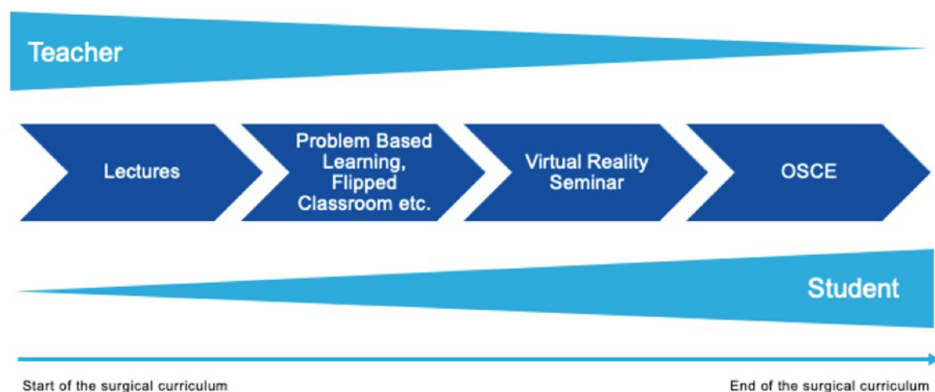 Teacher
Lectures
Problem Based
Learning,
Flipped
Classroom etc.
Virtual Reality
Seminar
OSCE
Student
Start of the surgical curriculum
End of the surgical curriculum